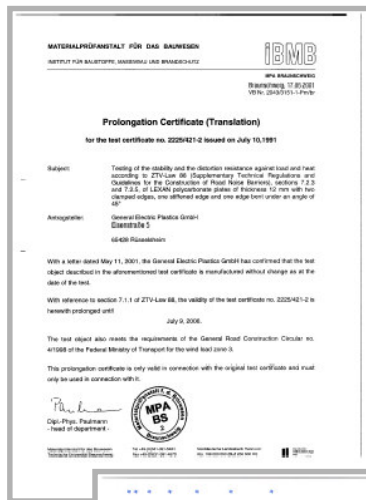 MATERIALPRÜFANSTALT FÜR DAS BAUWESEN
INSTITUT FÜR BAUSTOFFE, MASSIVBAU UND BRANDSCHUTZ
iBMB
MPA BRAUNSCHWEIG
Braunschweig, 17.05.2001
Prolongation Certificate (Translation)
for the test certificate no. 2225/421-2 issued on July 10,1991
Subject: Testing of the stability and the distortion resistance against load and heat
according to ZTV-Lsw 88 (Supplementary Technical Regulations and
Guidelines for the Construction of Road Noise Barriers), sections 7.2.3
and 7.3.5, of LEXAN polycarbonate plates of thickness 12 mm with two
clamped edges, one stiffened edge and one edge bent under an angle of
45°
Antragsteller: General Electric Plastics GmbH
Eisenstraße 5
65428 Rüsselsheim
With a letter dated May 11, 2001, the General Electric Plastics GmbH has confirmed that the test
object described in the aforementioned test certificate is manufactured without change as at the
date of the test.
With reference to section 7.1.1 of ZTV-Lsw 88, the validity of the test certificate no. 2225/421-2 is
herewith prolonged until
July 9, 2006.
The test object also meets the requirements of the General Road Construction Circular no.
4/1998 of the Federal Ministry of Transport for the wind load zone 3.
This prolongation certificate is only valid in connection with the original test certificate and must
only be used in connection with it.
MPA
BS
Dipl.-Phys. Paulmann
- head of department -